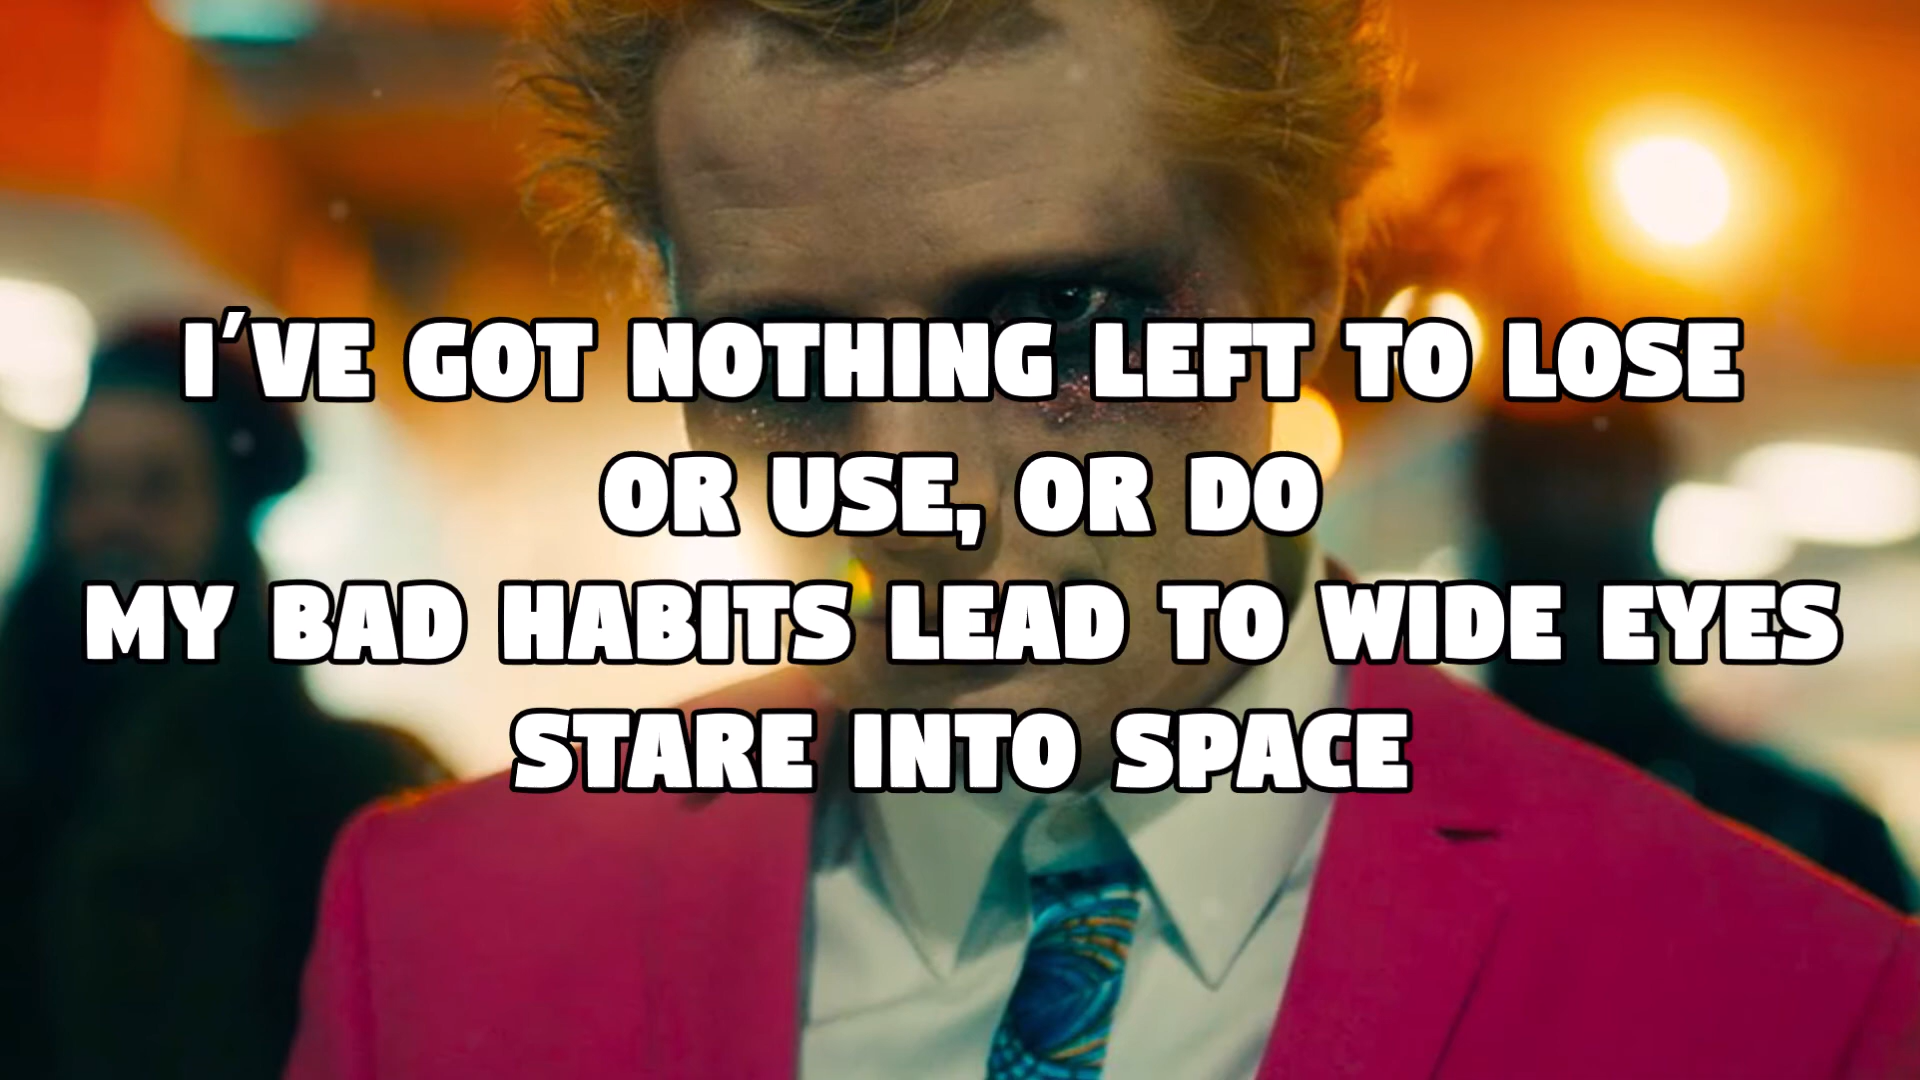 I'VE GOT NOTHING LEFT TO LOSE
OR USE, OR DO
MY BAD HABITS LEAD TO WIDE EYES
STARE INTO SPACE